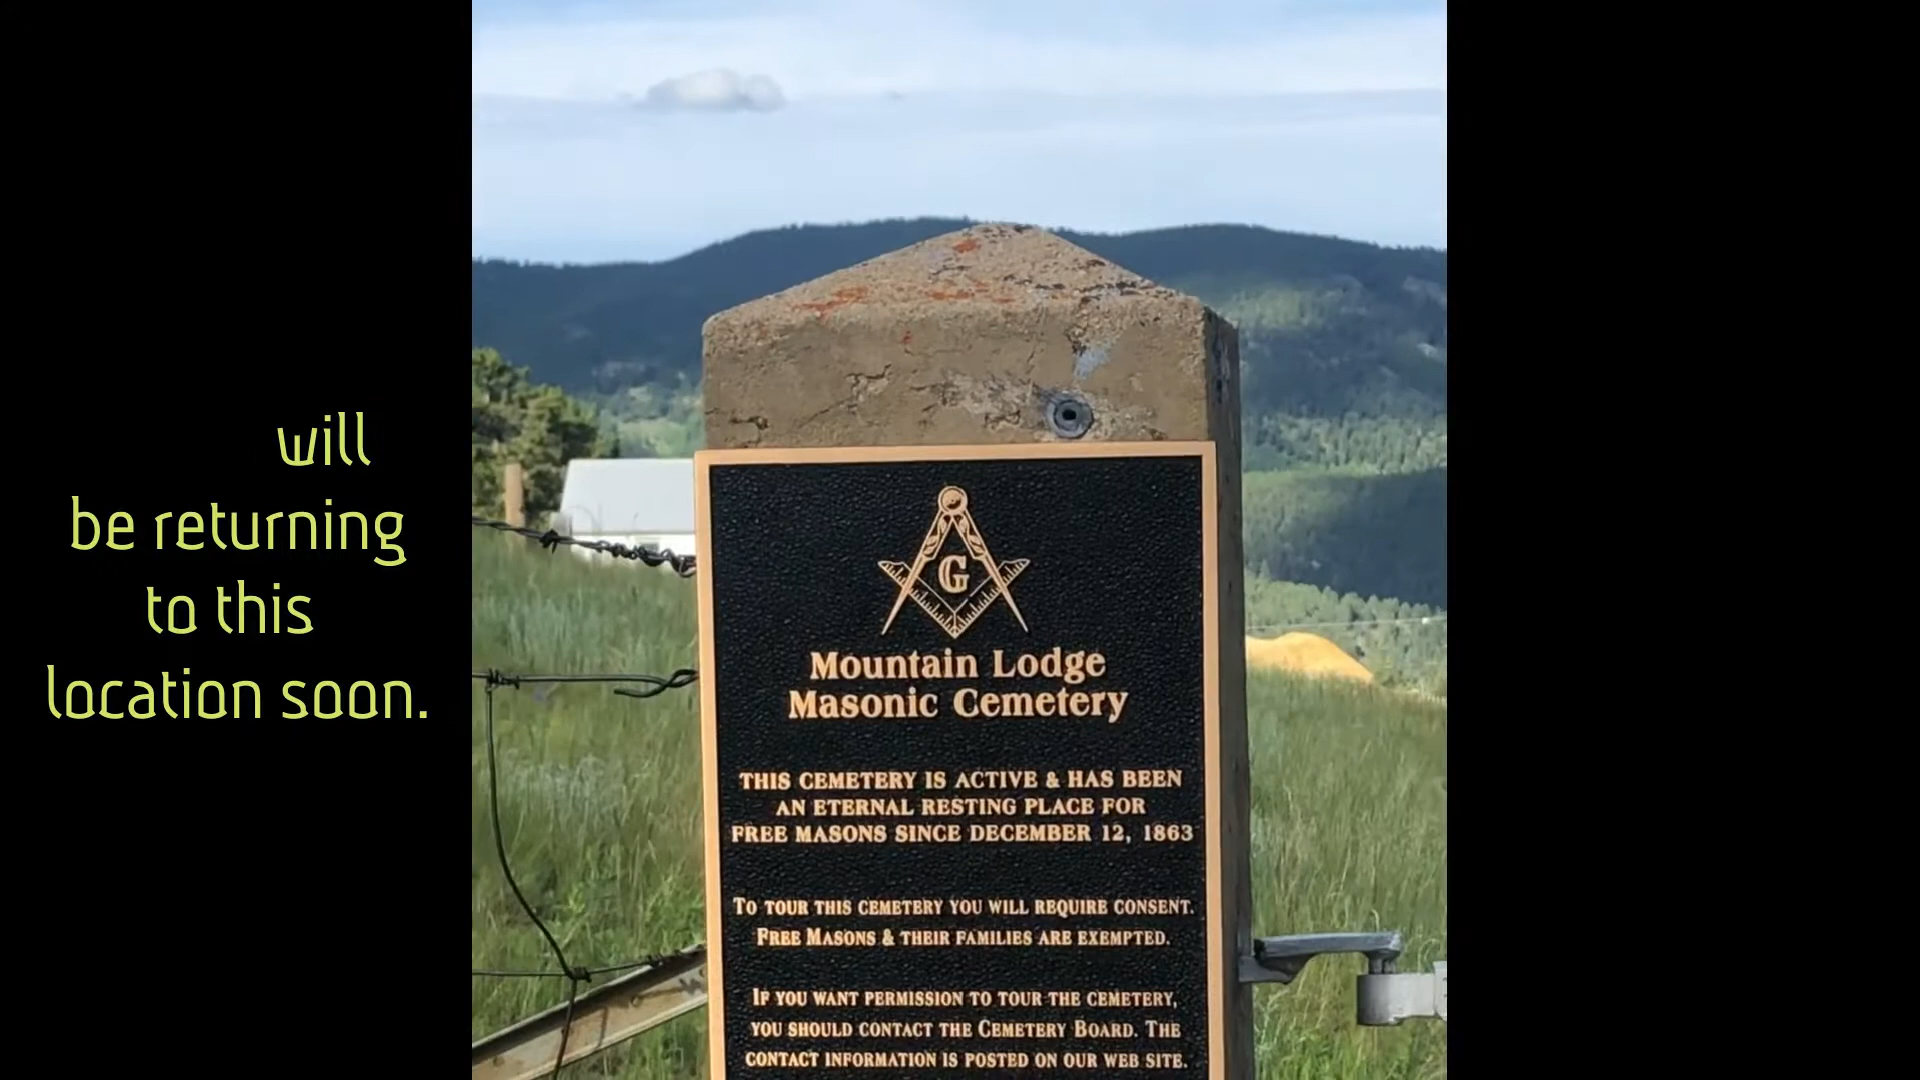 will
be returning
to this
location soon.
G
Mountain Lodge
Masonic Cemetery
THIS CEMETERY IS ACTIVE & HAS BEEN
AN ETERNAL RESTING PLACE FOR
FREE MASONS SINCE DECEMBER 12, 1863
TO TOUR THIS CEMETERY YOU WILL REQUIRE CONSENT.
FREE MASONS & THEIR FAMILIES ARE EXEMPTED.
IF YOU WANT PERMISSION TO TOUR THE CEMETERY,
YOU SHOULD CONTACT THE CEMETERY BOARD. THE
CONTACT INFORMATION IS POSTED ON OUR WEB SITE.